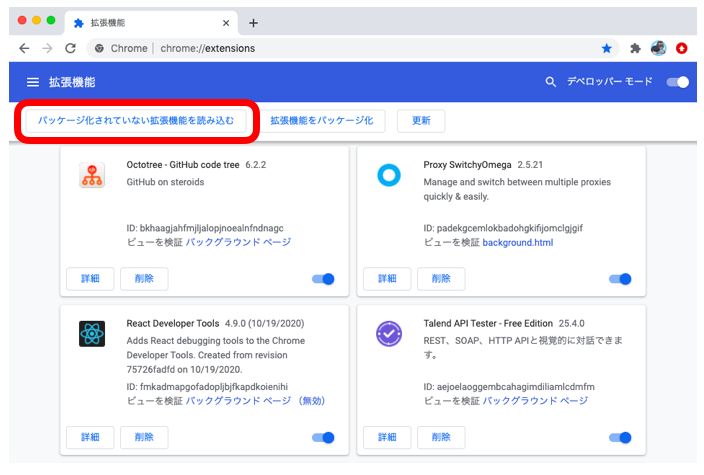 拡張機能
Chrome | chrome://extensions
拡張機能
デベロッパー モード
パッケージ化されていない拡張機能を読み込む
拡張機能をパッケージ化
更新
Octotree - GitHub code tree 6.2.2
GitHub on steroids
ID: bkhaagjahfmjljalopjnoealnfndnagc
ビューを検証 バックグラウンド ページ
詳細
削除
Proxy SwitchyOmega 2.5.21
Manage and switch between multiple proxies
quickly & easily.
ID: padekgcemlokbadohgkifijomclgjgif
ビューを検証 background.html
詳細
削除
React Developer Tools 4.9.0 (10/19/2020)
Adds React debugging tools to the Chrome
Developer Tools. Created from revision
75726fadfd on 10/19/2020.
ID: fmkadmapgofadopljbjfkapdkoienihi
ビューを検証 バックグラウンド ページ （無効）
詳細
削除
Talend API Tester - Free Edition 25.4.0
REST、SOAP、HTTP APIと視覚的に対話できま
す。
ID: aejoelaoggembcahagimdiliamlcdmfm
ビューを検証 バックグラウンド ページ
詳細
削除